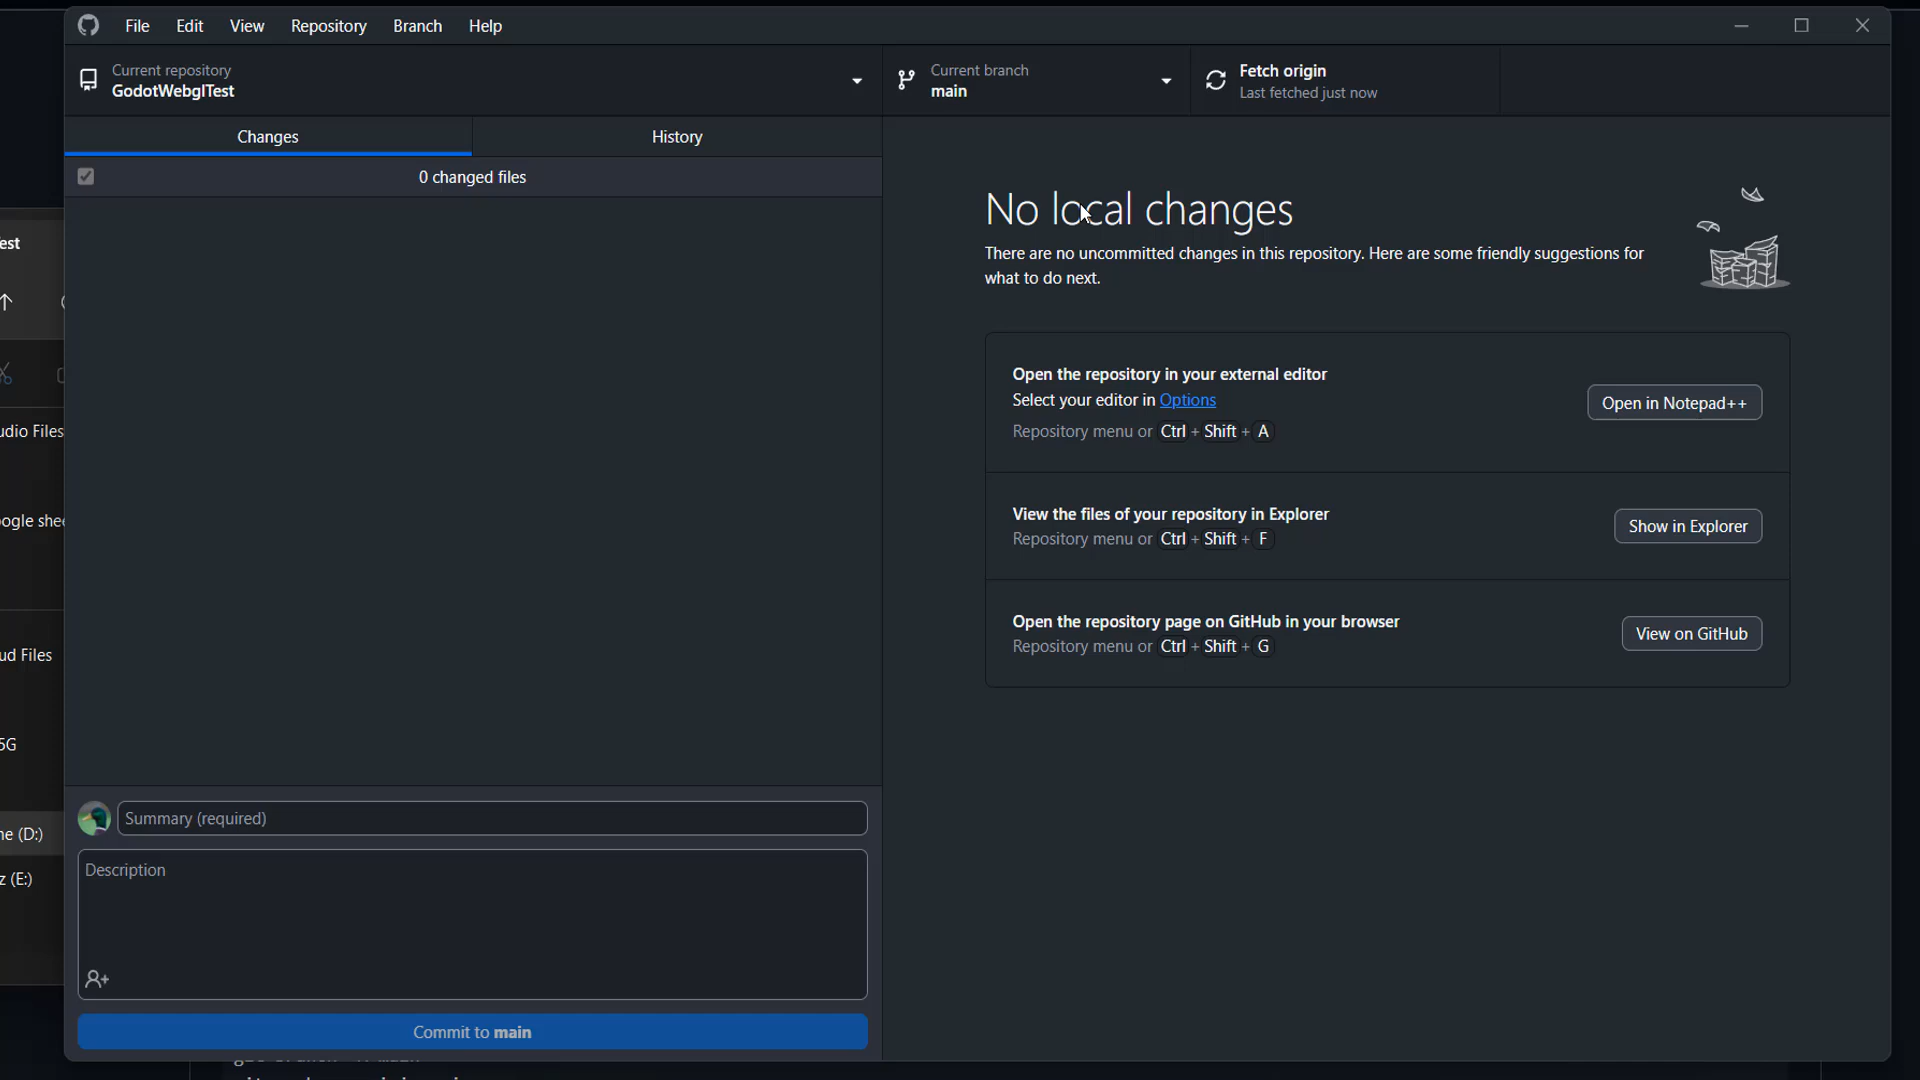 File Edit View Repository Branch Help
Current repository
GodotWebglTest
Current branch
main
Fetch origin
Last fetched just now
Changes
History
0 changed files
No local changes
There are no uncommitted changes in this repository. Here are some friendly suggestions for
what to do next.
Open the repository in your external editor
Select your editor in Options
Repository menu or Ctrl + Shift + A
Open in Notepad++
View the files of your repository in Explorer
Repository menu or Ctrl + Shift + F
Show in Explorer
Open the repository page on GitHub in your browser
Repository menu or Ctrl + Shift + G
View on GitHub
Summary (required)
Description
Commit to main
est
udio Files
ogle shee
ud Files
5G
ne (D:)
z (E:)